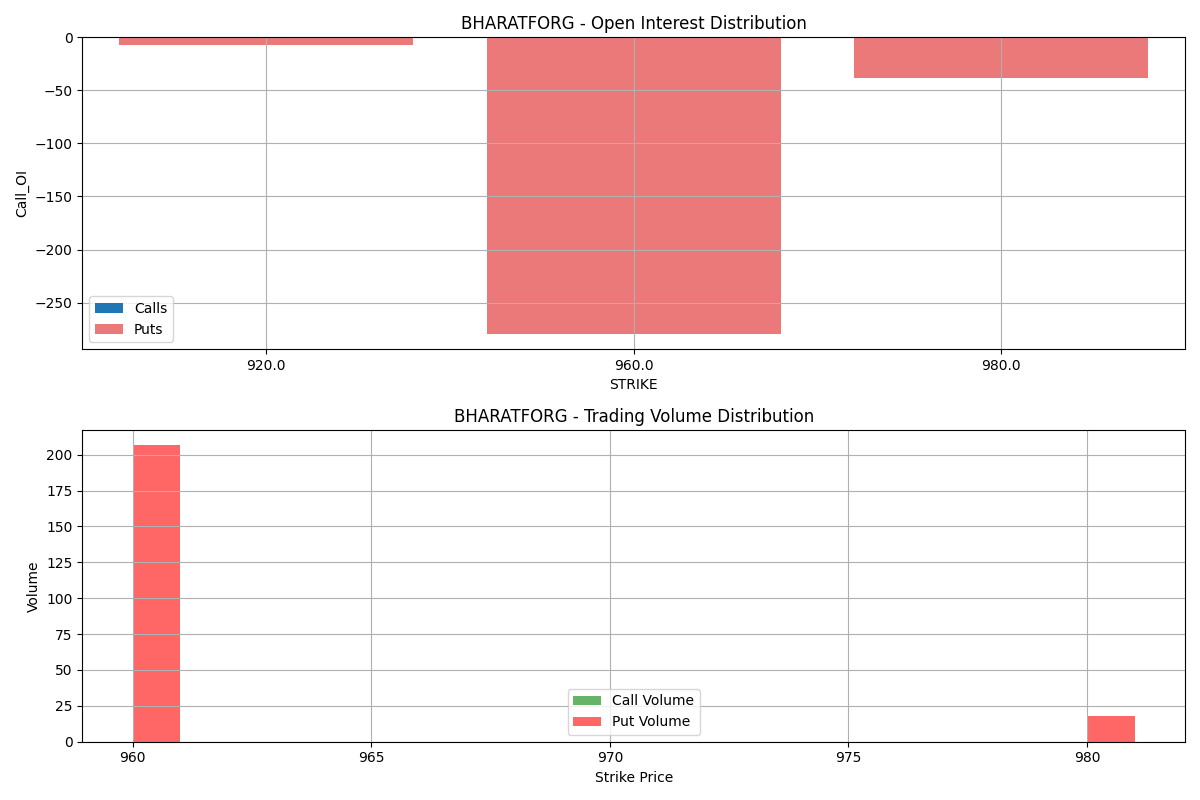 BHARATFORG - Open Interest Distribution
0
−50
−100
−150
−200
−250
Call_OI
Calls
Puts
920.0 960.0 980.0
STRIKE
BHARATFORG - Trading Volume Distribution
200
175
150
125
100
75
50
25
0
Volume
Call Volume
Put Volume
960 965 970 975 980
Strike Price